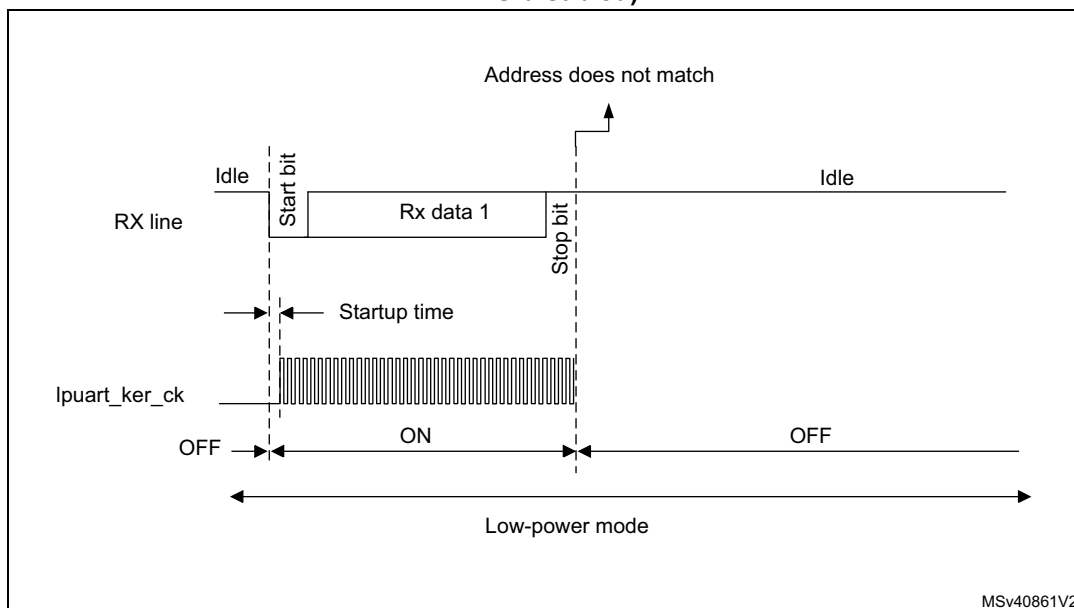 Address does not match
Idle
Start bit
Rx data 1
Stop bit
Idle
RX line
Startup time
lpuart_ker_ck
OFF
ON
OFF
Low-power mode
MSv40861V2